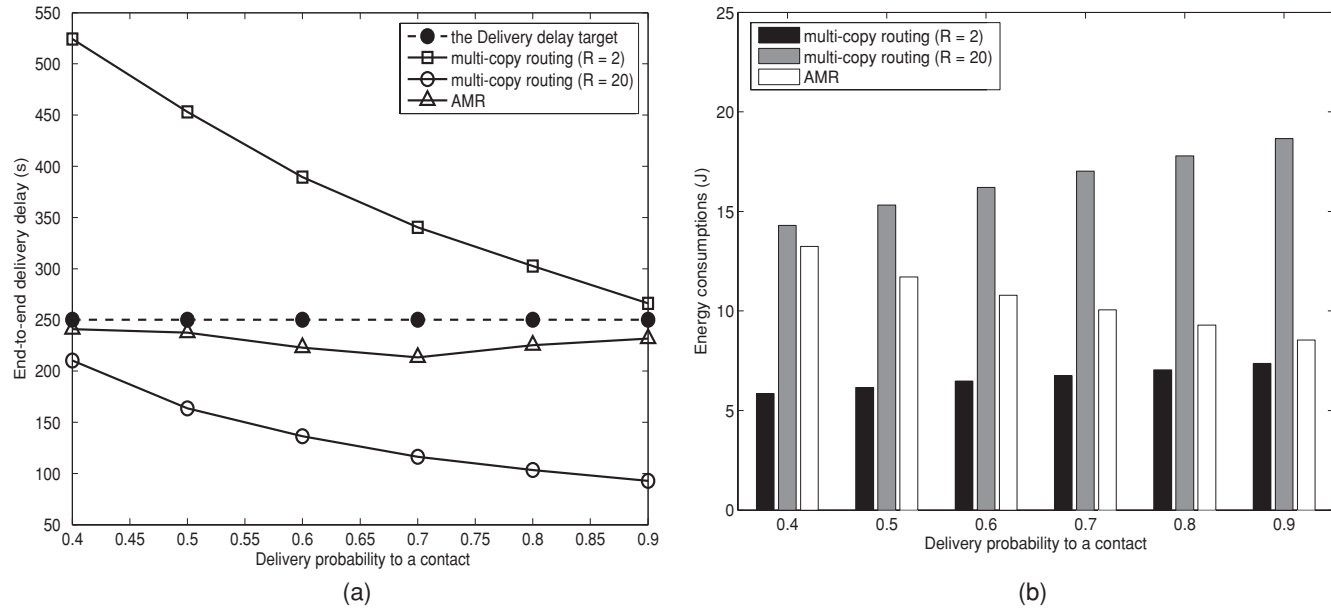 550
500
450
400
350
300
250
200
150
100
50
End-to-end delivery delay (s)
the Delivery delay target
multi-copy routing (R = 2)
multi-copy routing (R = 20)
AMR
0.4 0.45 0.5 0.55 0.6 0.65 0.7 0.75 0.8 0.85 0.9
Delivery probability to a contact
(a)
25
20
15
10
5
0
Energy consumptions (J)
multi-copy routing (R = 2)
multi-copy routing (R = 20)
AMR
0.4 0.5 0.6 0.7 0.8 0.9
Delivery probability to a contact
(b)